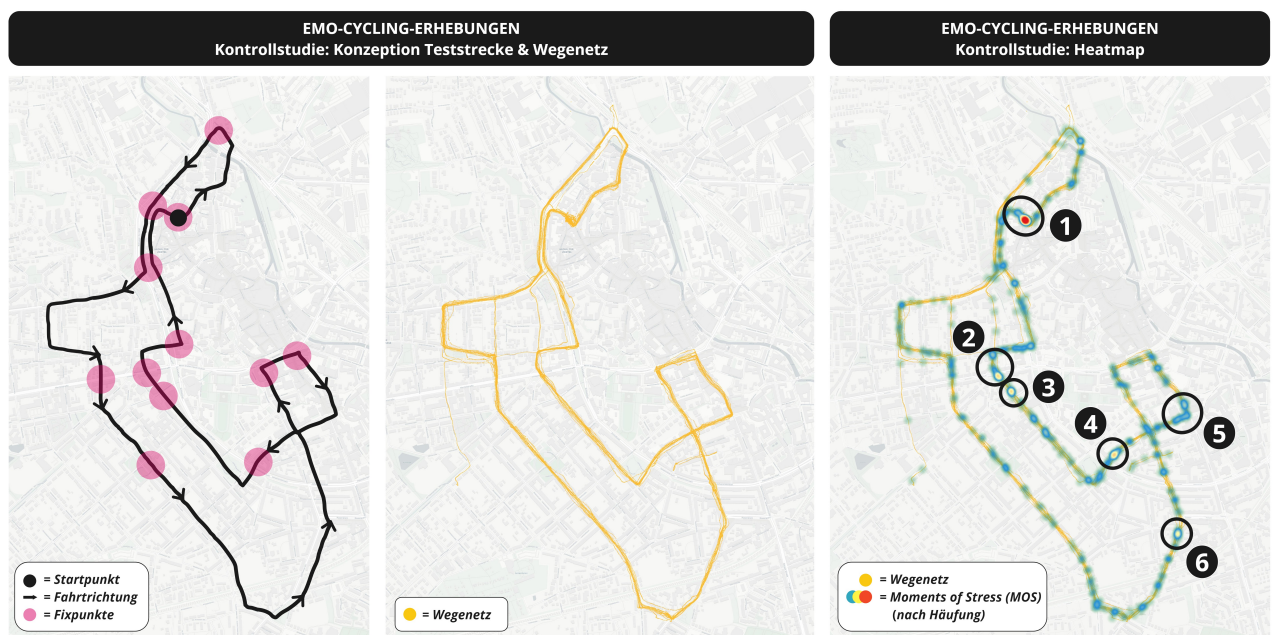 EMO-CYCLING-ERHEBUNGEN
Kontrollstudie: Konzeption Teststrecke & Wegenetz
EMO-CYCLING-ERHEBUNGEN
Kontrollstudie: Heatmap
= Startpunkt
= Fahrtrichtung
= Fixpunkte
= Wegenetz
1
2
3
4
5
6
= Wegenetz
= Moments of Stress (MOS)
(nach Häufung)